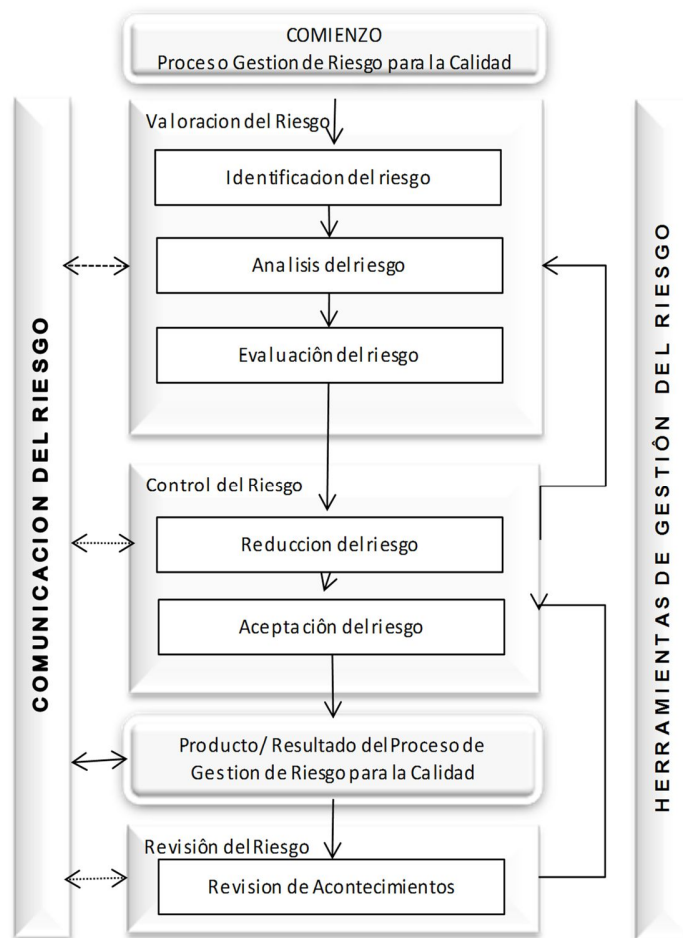 COMIENZO
Proceso Gestion de Riesgo para la Calidad
Valoracion del Riesgo
Identificacion del riesgo
Analisis del riesgo
Evaluaciôn del riesgo
Control del Riesgo
Reduccion del riesgo
Aceptaciôn del riesgo
Producto/ Resultado del Proceso de
Gestion de Riesgo para la Calidad
Revisiôn del Riesgo
Revision de Acontecimientos
COMUNICACION DEL RIESGO
HERRAMIENTAS DE GESTIÔN DEL RIESGO